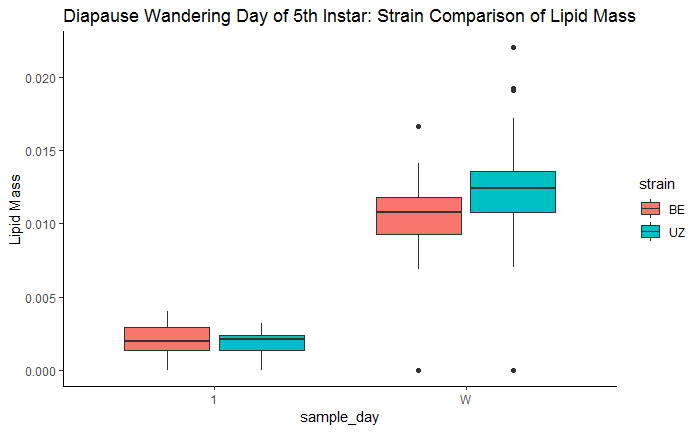 Diapause Wandering Day of 5th Instar: Strain Comparison of Lipid Mass
Lipid Mass
0.020
0.015
0.010
0.005
0.000
1
W
sample_day
strain
BE
UZ